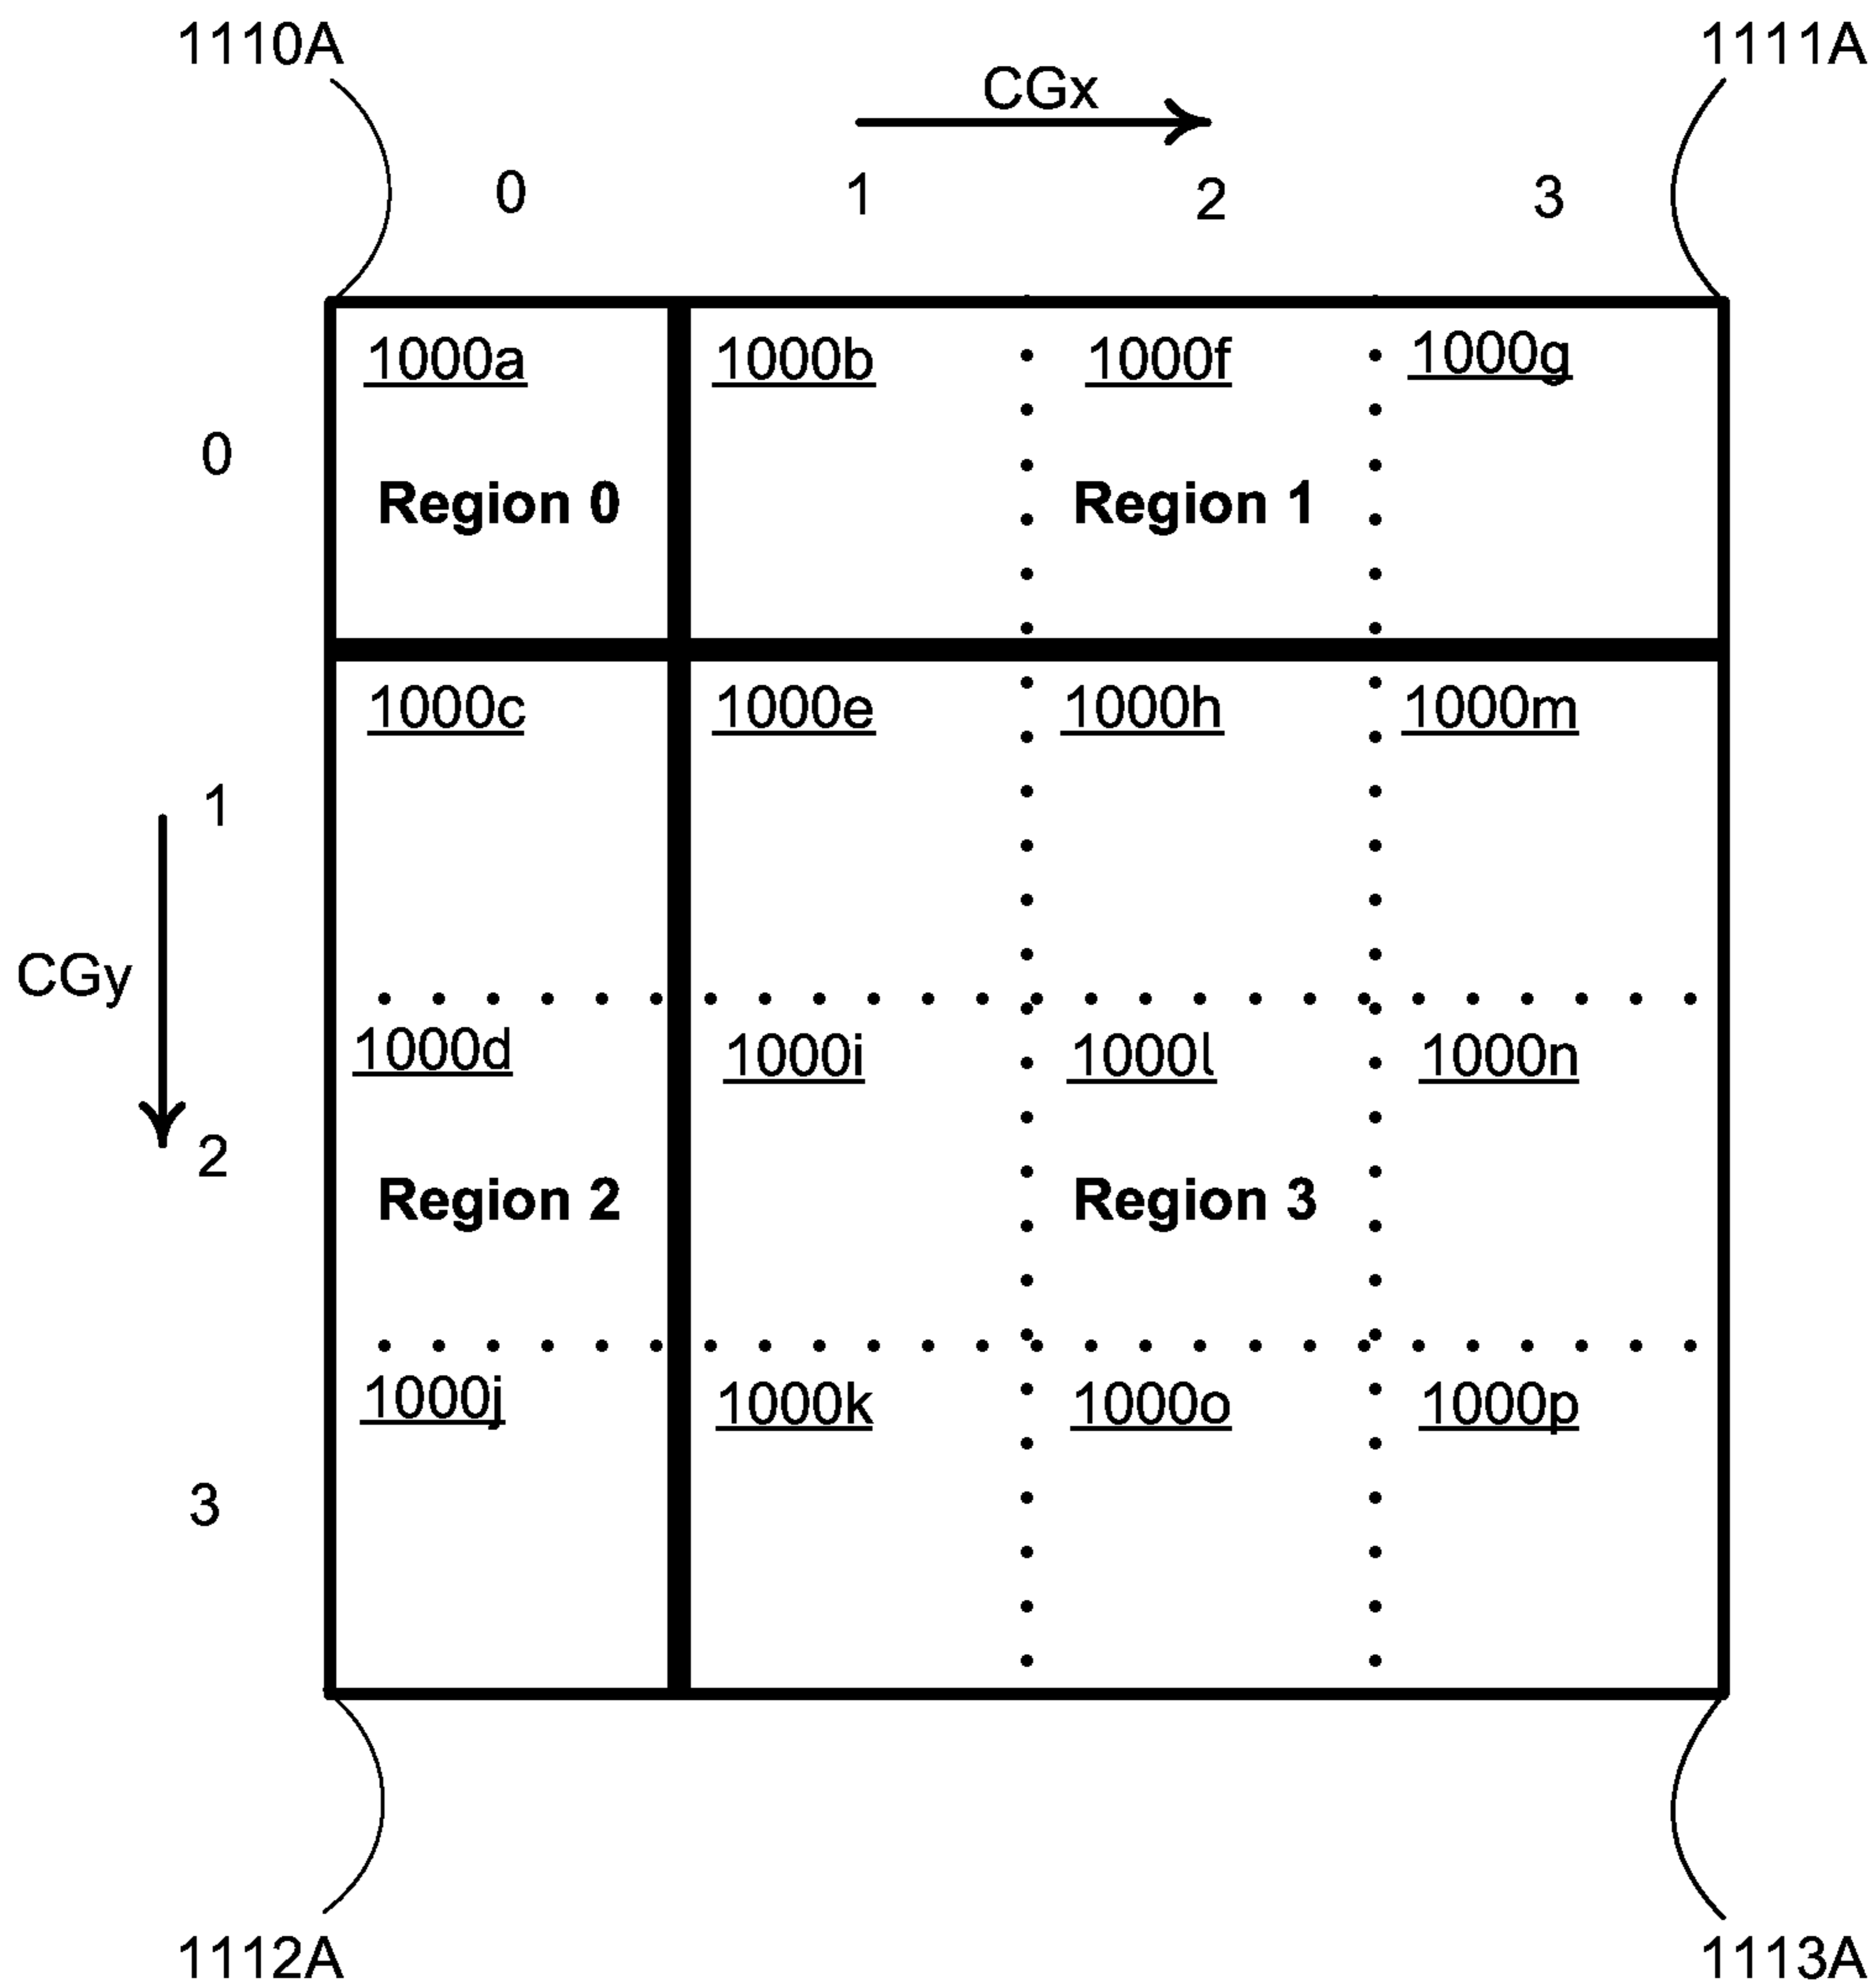 1110A 1111A
CGx
0 1 2 3
1000a 1000b 1000f 1000g
0
Region 0 Region 1
1000c 1000e 1000h 1000m
1
CGy
1000d 1000i 1000l 1000n
2
Region 2 Region 3
1000j 1000k 1000o 1000p
3
1112A 1113A